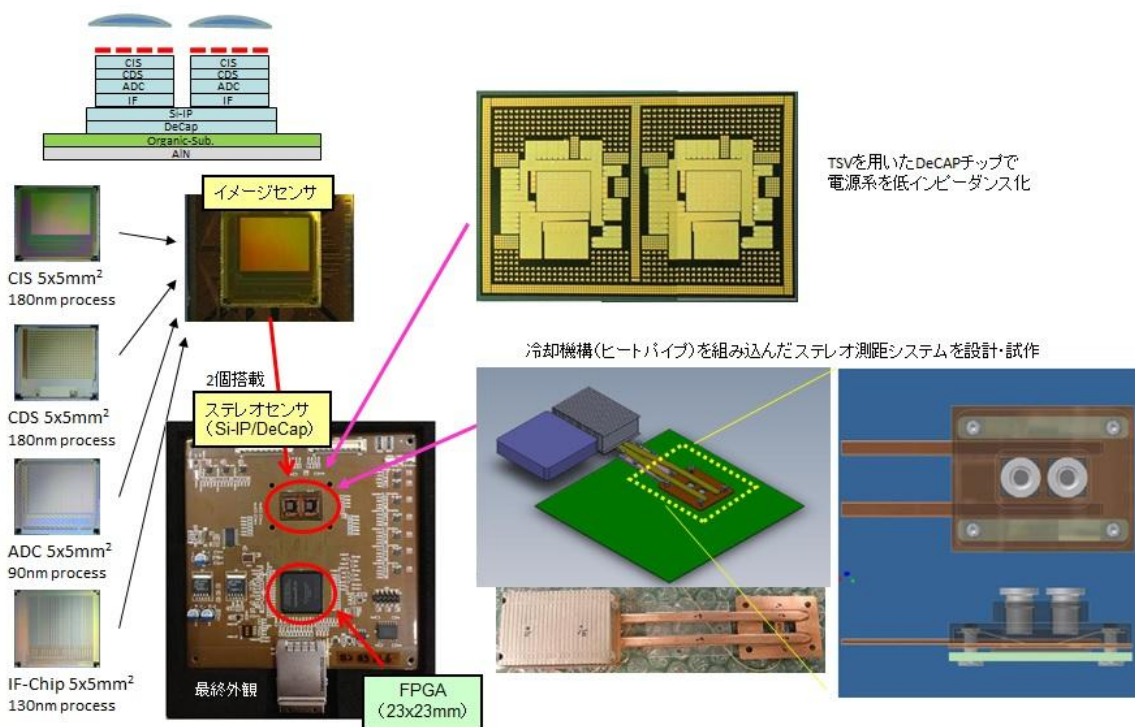 CIS CIS
CDS CDS
ADC ADC
IF IF
Si-IP
DeCap
Organic-Sub.
AlN
イメージセンサ
CIS 5x5mm²
180nm process
CDS 5x5mm²
180nm process
ADC 5x5mm²
90nm process
IF-Chip 5x5mm²
130nm process
2個搭載
ステレオセンサ
(Si-IP/DeCap)
最終外観
FPGA
(23x23mm)
TSVを用いたDeCAPチップで
電源系を低インピーダンス化
冷却機構(ヒートパイプ)を組み込んだステレオ測距システムを設計・試作